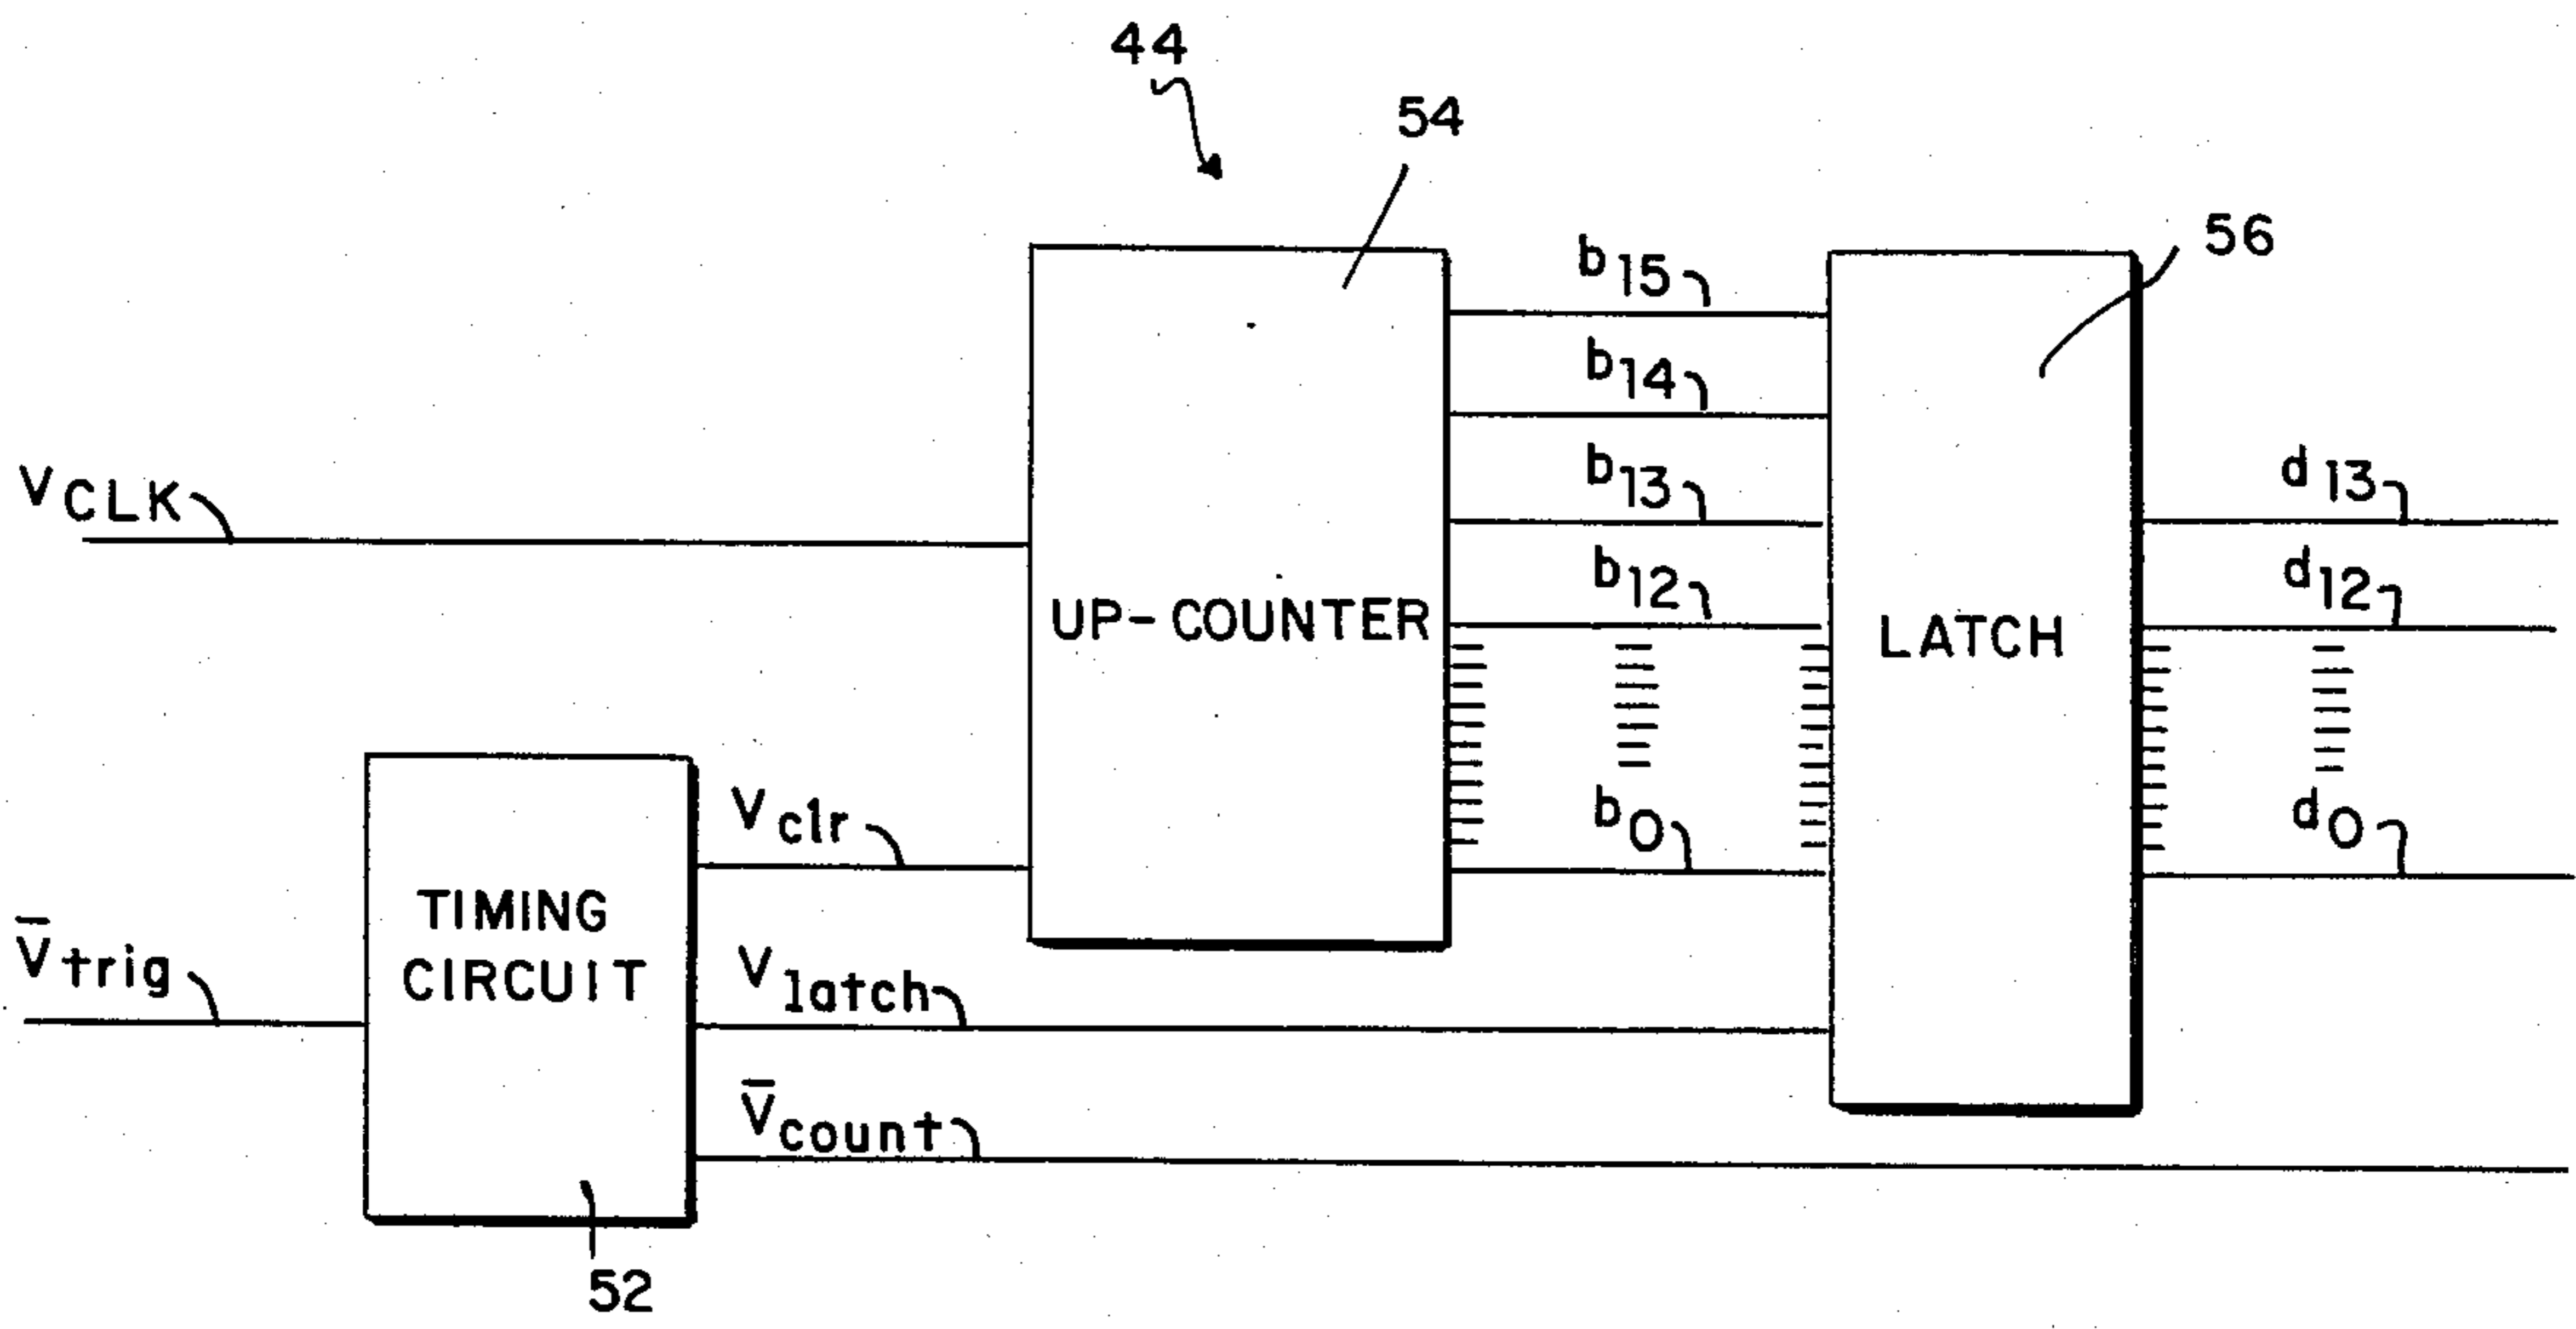 44
54
56
b15
b14
b13
b12
b0
d13
d12
d0
VCLK
UP-COUNTER
LATCH
Vclr
TIMING
CIRCUIT
V̅trig
Vlatch
V̅count
52